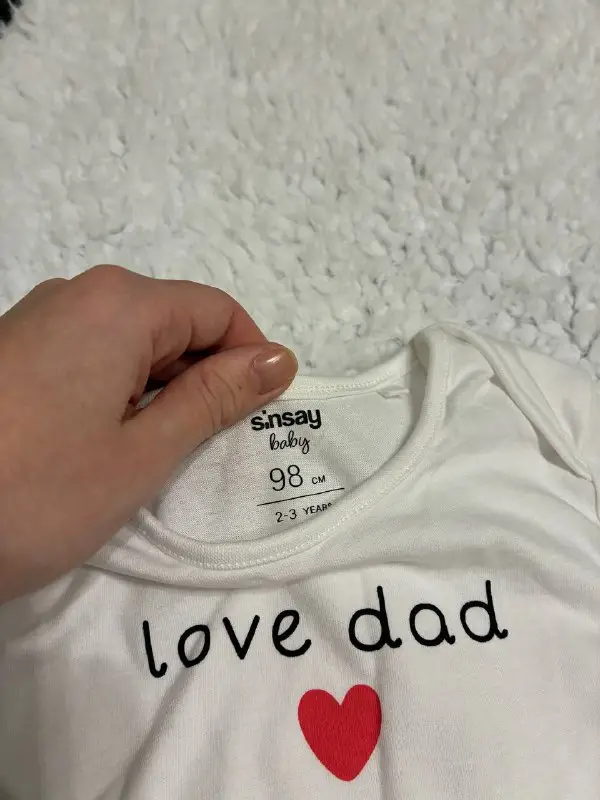 sinsay
baby
98 CM
2-3 YEARS
love dad